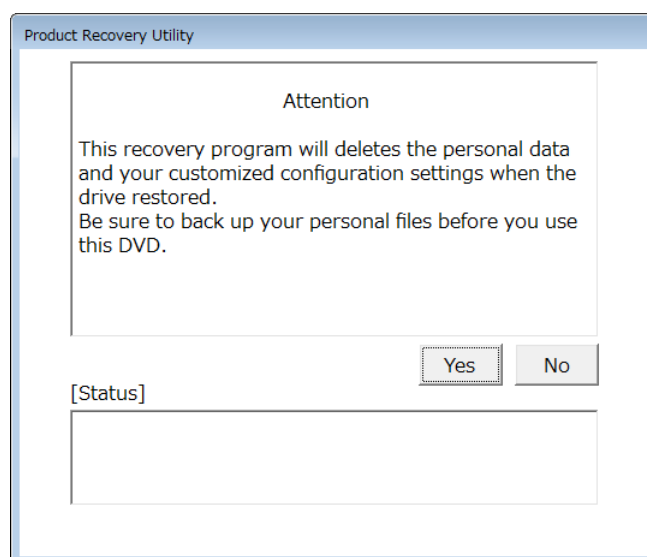 Product Recovery Utility
Attention
This recovery program will deletes the personal data
and your customized configuration settings when the
drive restored.
Be sure to back up your personal files before you use
this DVD.
Yes No
[Status]